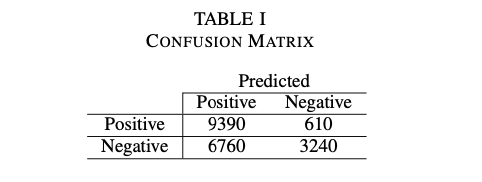 TABLE I
CONFUSION MATRIX
Predicted
Positive Negative
Positive 9390 610
Negative 6760 3240